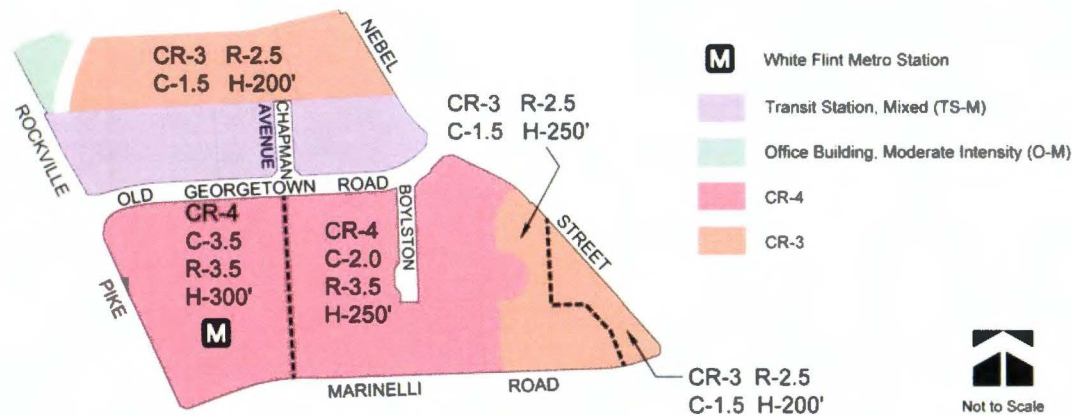 CR-3 R-2.5
C-1.5 H-200'
NEBEL
ROCKVILLE
CHAPMAN
AVENUE
OLD GEORGETOWN ROAD
BOYLSTON
CR-3 R-2.5
C-1.5 H-250'
STREET
CR-4
C-3.5
R-3.5
H-300'
M
CR-4
C-2.0
R-3.5
H-250'
PIKE
MARINELLI ROAD
CR-3 R-2.5
C-1.5 H-200'
M White Flint Metro Station
Transit Station, Mixed (TS-M)
Office Building, Moderate Intensity (O-M)
CR-4
CR-3
Not to Scale